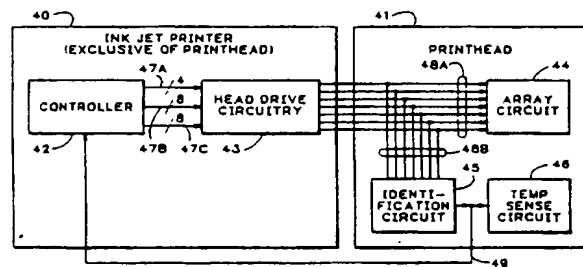 40
41
INK JET PRINTER
(EXCLUSIVE OF PRINTHEAD)
PRINTHEAD
47A
4
48A
44
CONTROLLER
8
HEAD DRIVE
CIRCUITRY
ARRAY
CIRCUIT
8
42
47B
47C
43
48B
45
46
IDENTI-
FICATION
CIRCUIT
TEMP
SENSE
CIRCUIT
49